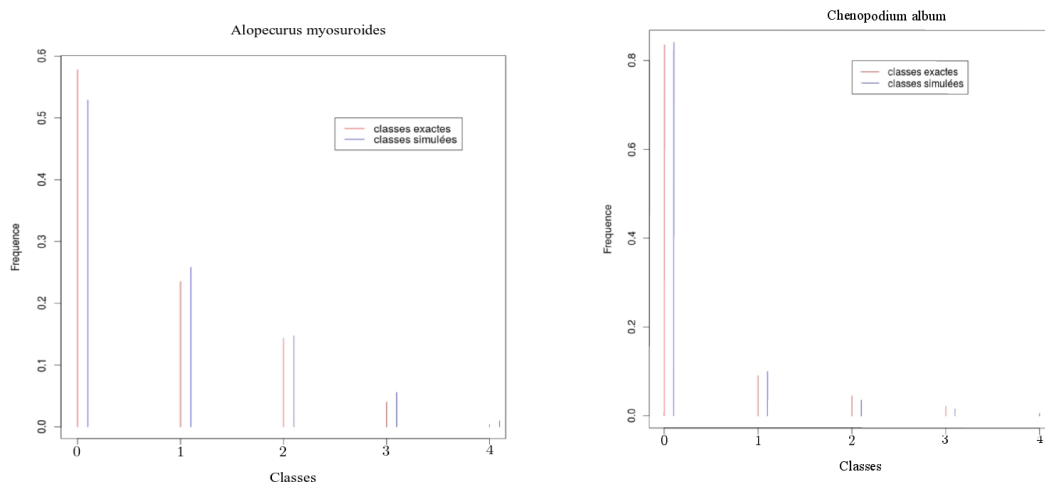 Alopecurus myosuroides
0.6
0.5
0.4
0.3
0.2
0.1
0.0
Frequence
classes exactes
classes simulées
0 1 2 3 4
Classes
Chenopodium album
0.8
0.6
0.4
0.2
0.0
Frequence
classes exactes
classes simulées
0 1 2 3 4
Classes